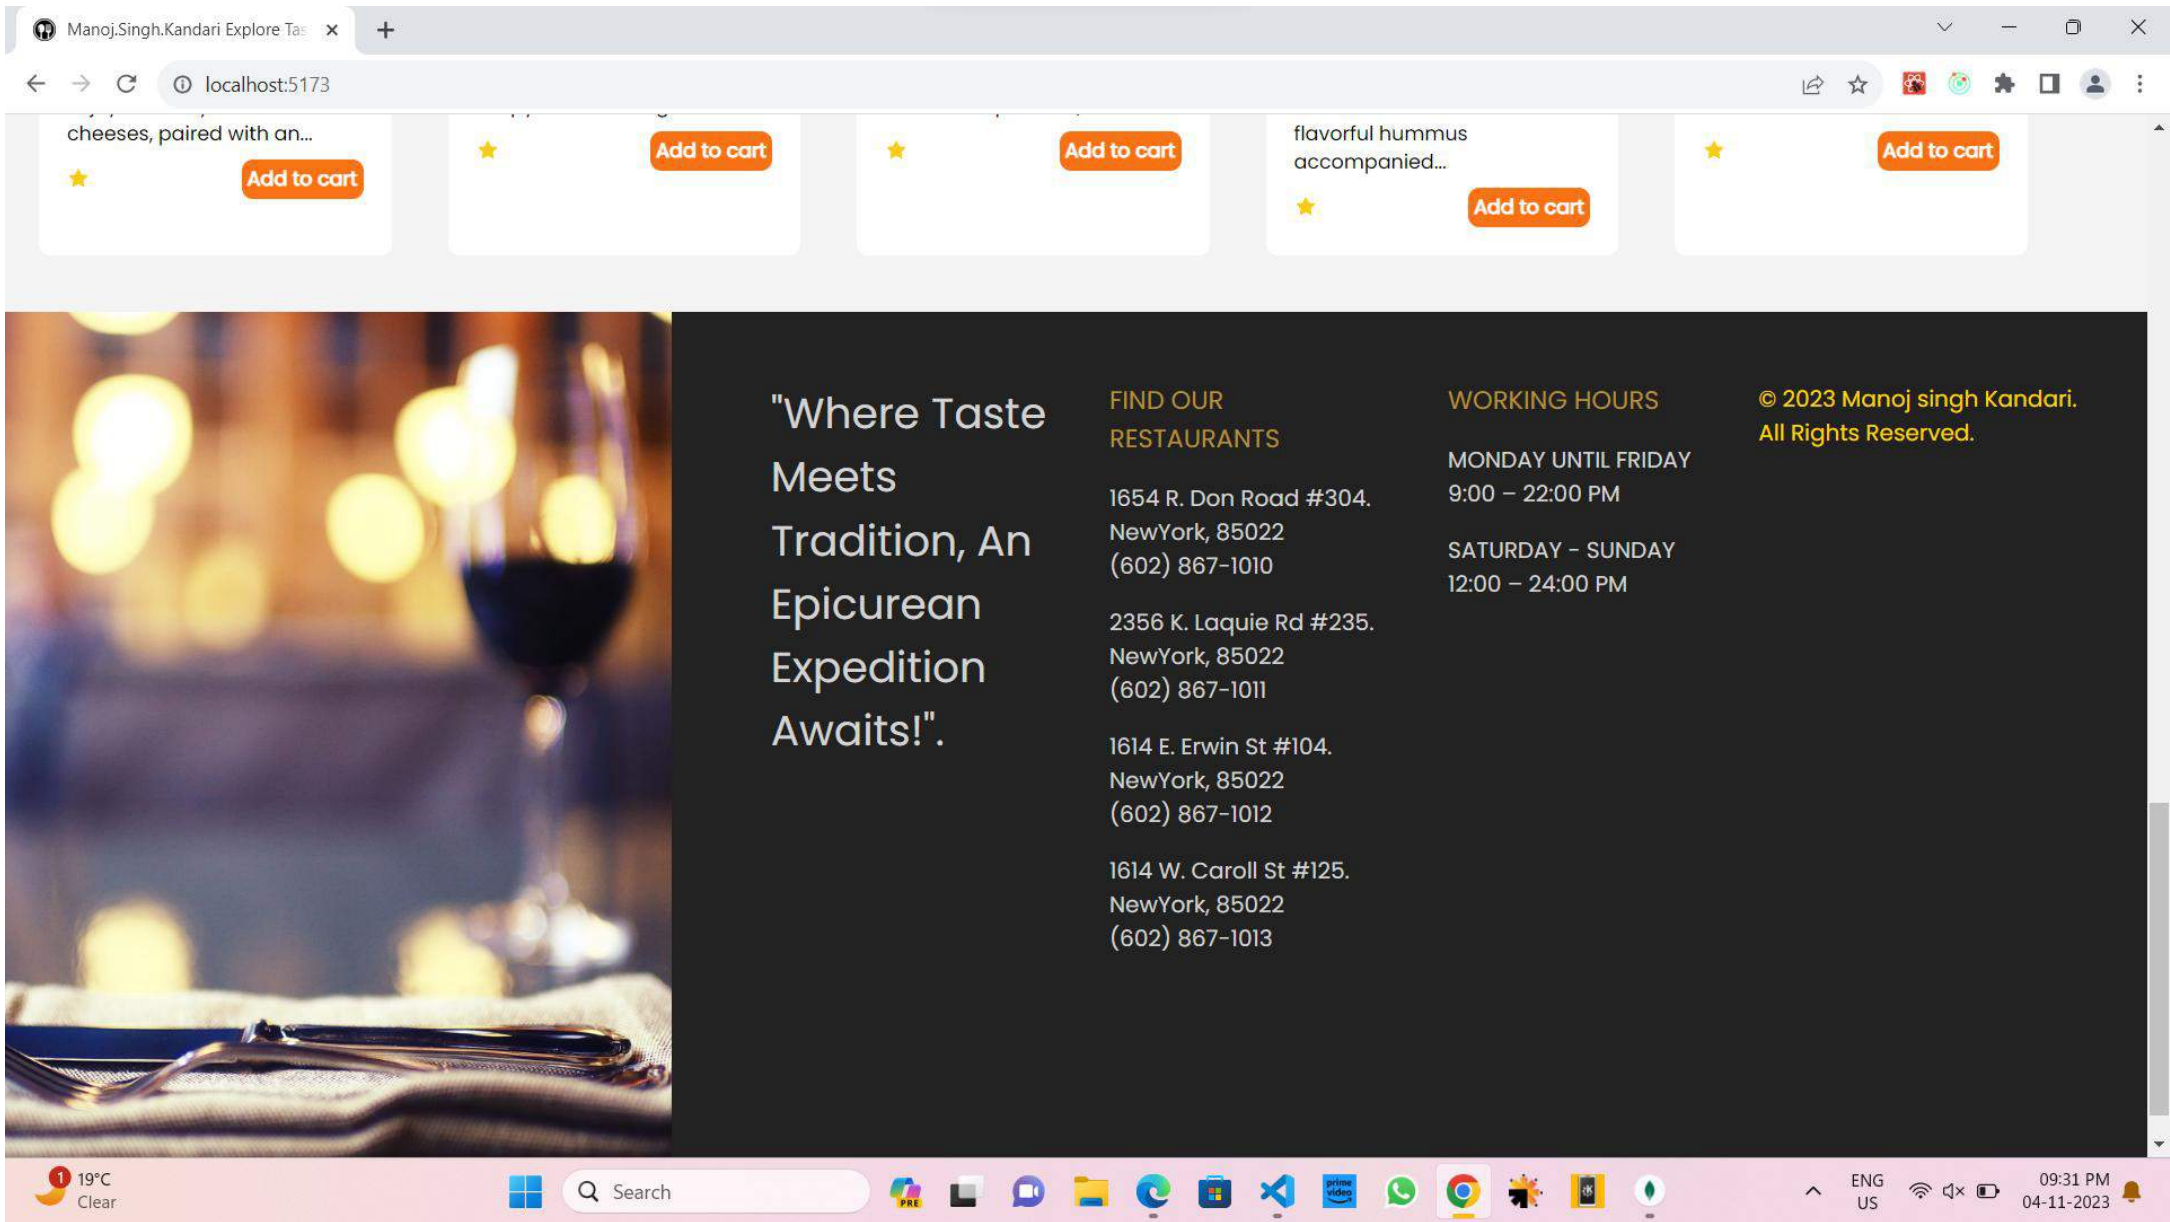 Manoj.Singh.Kandari Explore Tas
localhost:5173
cheeses, paired with an...
Add to cart
Add to cart
Add to cart
flavorful hummus
accompanied...
Add to cart
Add to cart
"Where Taste
Meets
Tradition, An
Epicurean
Expedition
Awaits!".
FIND OUR
RESTAURANTS
1654 R. Don Road #304.
NewYork, 85022
(602) 867-1010
2356 K. Laquie Rd #235.
NewYork, 85022
(602) 867-1011
1614 E. Erwin St #104.
NewYork, 85022
(602) 867-1012
1614 W. Caroll St #125.
NewYork, 85022
(602) 867-1013
WORKING HOURS
MONDAY UNTIL FRIDAY
9:00 – 22:00 PM
SATURDAY - SUNDAY
12:00 – 24:00 PM
© 2023 Manoj singh Kandari.
All Rights Reserved.
1
19°C
Clear
Search
PRE
prime
video
ENG
US
09:31 PM
04-11-2023